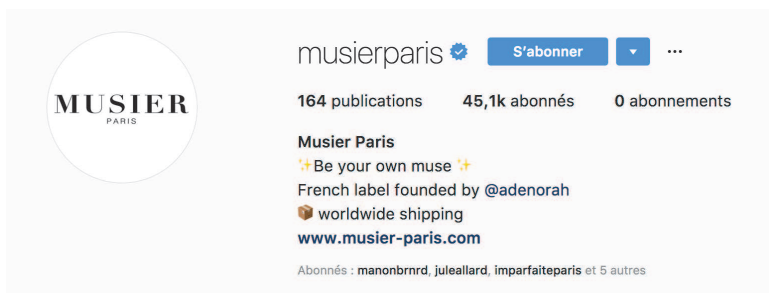 MUSIER
PARIS
musierparis S'abonner ...
164 publications 45,1k abonnés 0 abonnements
Musier Paris
✨Be your own muse ✨
French label founded by @adenorah
📦 worldwide shipping
www.musier-paris.com
Abonnés : manonbrnrd, juleallard, imparfaiteparis et 5 autres